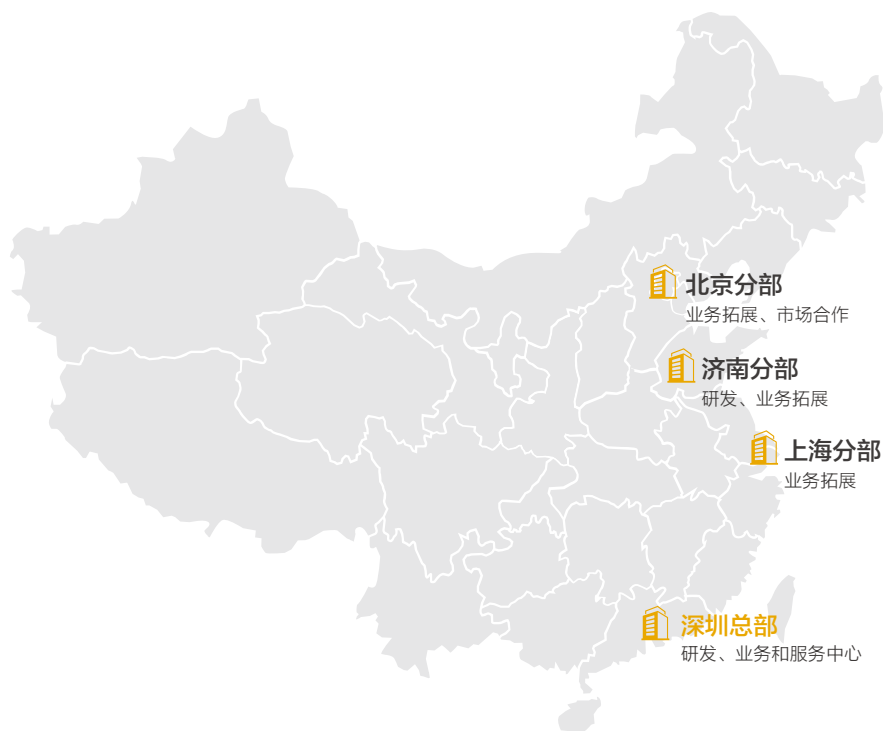 北京分部
业务拓展、市场合作
济南分部
研发、业务拓展
上海分部
业务拓展
深圳总部
研发、业务和服务中心